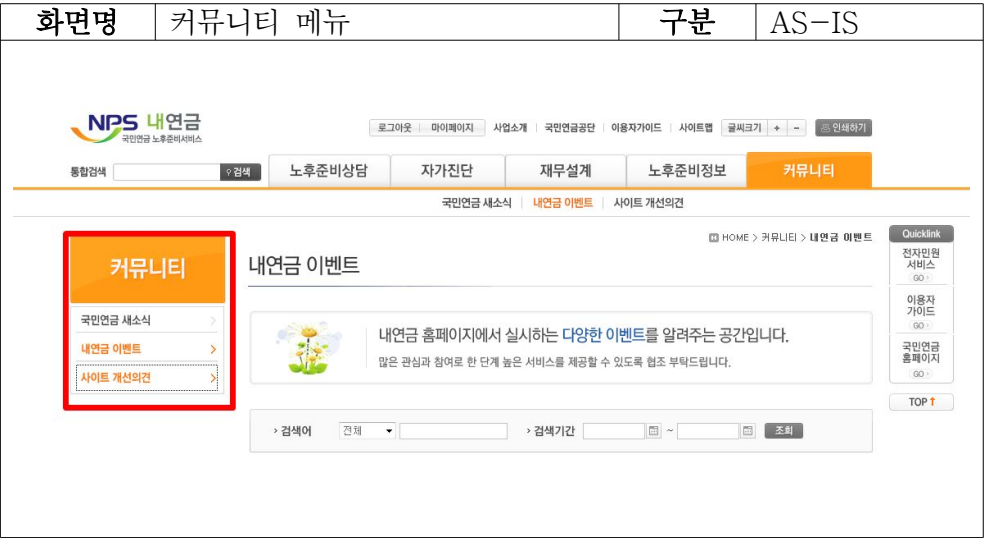 화면명 커뮤니티 메뉴 구분 AS-IS
NPS 내연금
국민연금 노후준비서비스
로그아웃 마이페이지 사업소개 국민연금공단 이용자가이드 사이트맵 글씨크기 + - 인쇄하기
통합검색 검색 노후준비상담 자가진단 재무설계 노후준비정보 커뮤니티
국민연금 새소식 내연금 이벤트 사이트 개선의견
HOME > 커뮤니티 > 내연금 이벤트
커뮤니티
국민연금 새소식
내연금 이벤트
사이트 개선의견
내연금 이벤트
내연금 홈페이지에서 실시하는 다양한 이벤트를 알려주는 공간입니다.
많은 관심과 참여로 한 단계 높은 서비스를 제공할 수 있도록 협조 부탁드립니다.
› 검색어 전체 › 검색기간 ~ 조회
Quicklink
전자민원
서비스
GO
이용자
가이드
GO
국민연금
홈페이지
GO
TOP ↑